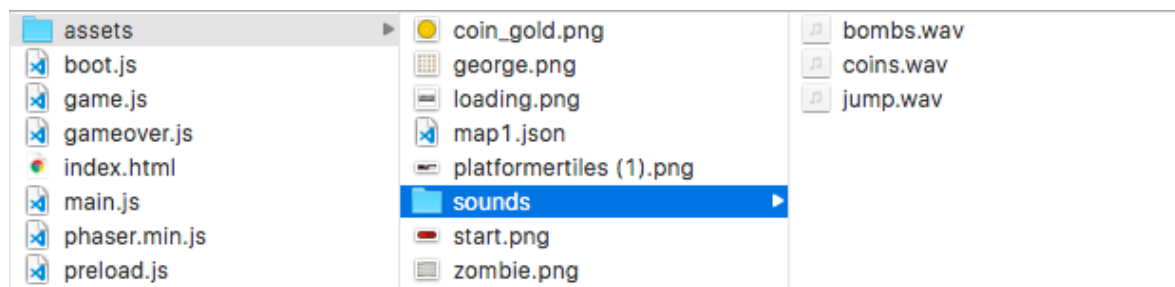 assets
boot.js
game.js
gameover.js
index.html
main.js
phaser.min.js
preload.js
coin_gold.png
george.png
loading.png
map1.json
platformertiles (1).png
sounds
start.png
zombie.png
bombs.wav
coins.wav
jump.wav